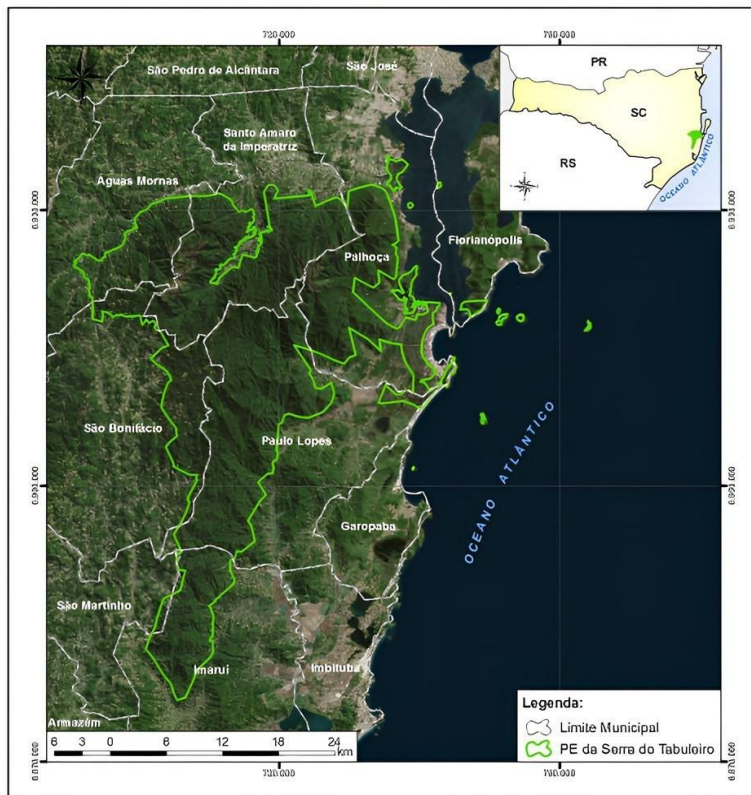 720.000
São Pedro de Alcântara
São José
Santo Amaro
da Imperatriz
Águas Mornas
Palhoça
Florianópolis
São Bonifácio
Paulo Lopes
Garopaba
São Martinho
Imaruí
Imbituba
Armazém
OCEANO ATLÂNTICO
PR
SC
RS
OCEANO ATLÂNTICO
Legenda:
Limite Municipal
PE da Serra do Tabuleiro
6 3 0 6 12 18 24
km